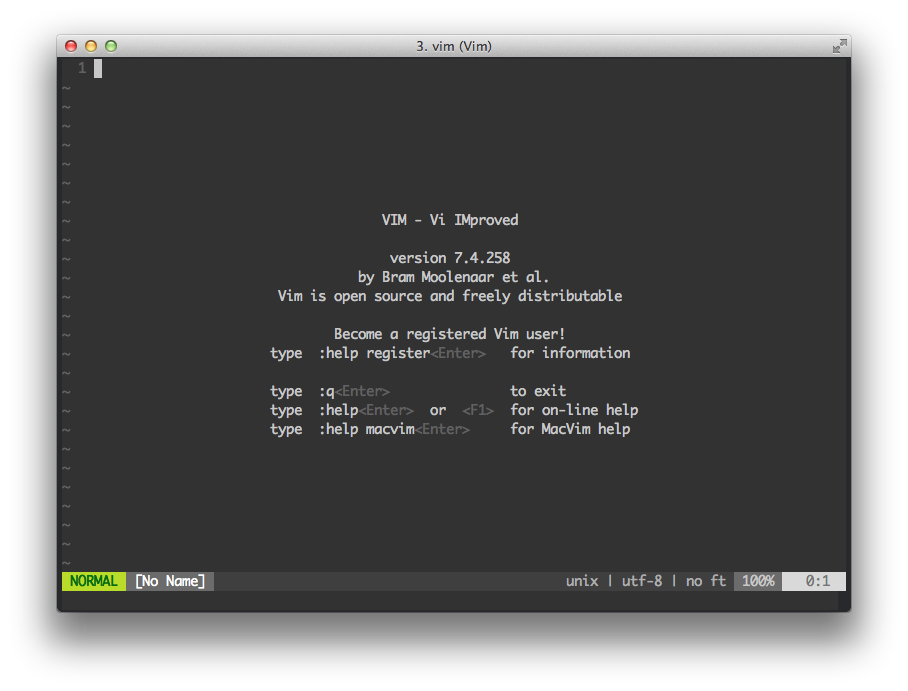 3. vim (Vim)
1
~
~
~
~
~
~
~
~
VIM - Vi IMproved
~
~
version 7.4.258
~
by Bram Moolenaar et al.
~
Vim is open source and freely distributable
~
~
Become a registered Vim user!
~
type :help register<Enter> for information
~
~
type :q<Enter> to exit
~
type :help<Enter> or <F1> for on-line help
~
type :help macvim<Enter> for MacVim help
~
~
~
~
~
~
~
NORMAL [No Name] unix | utf-8 | no ft 100% 0:1